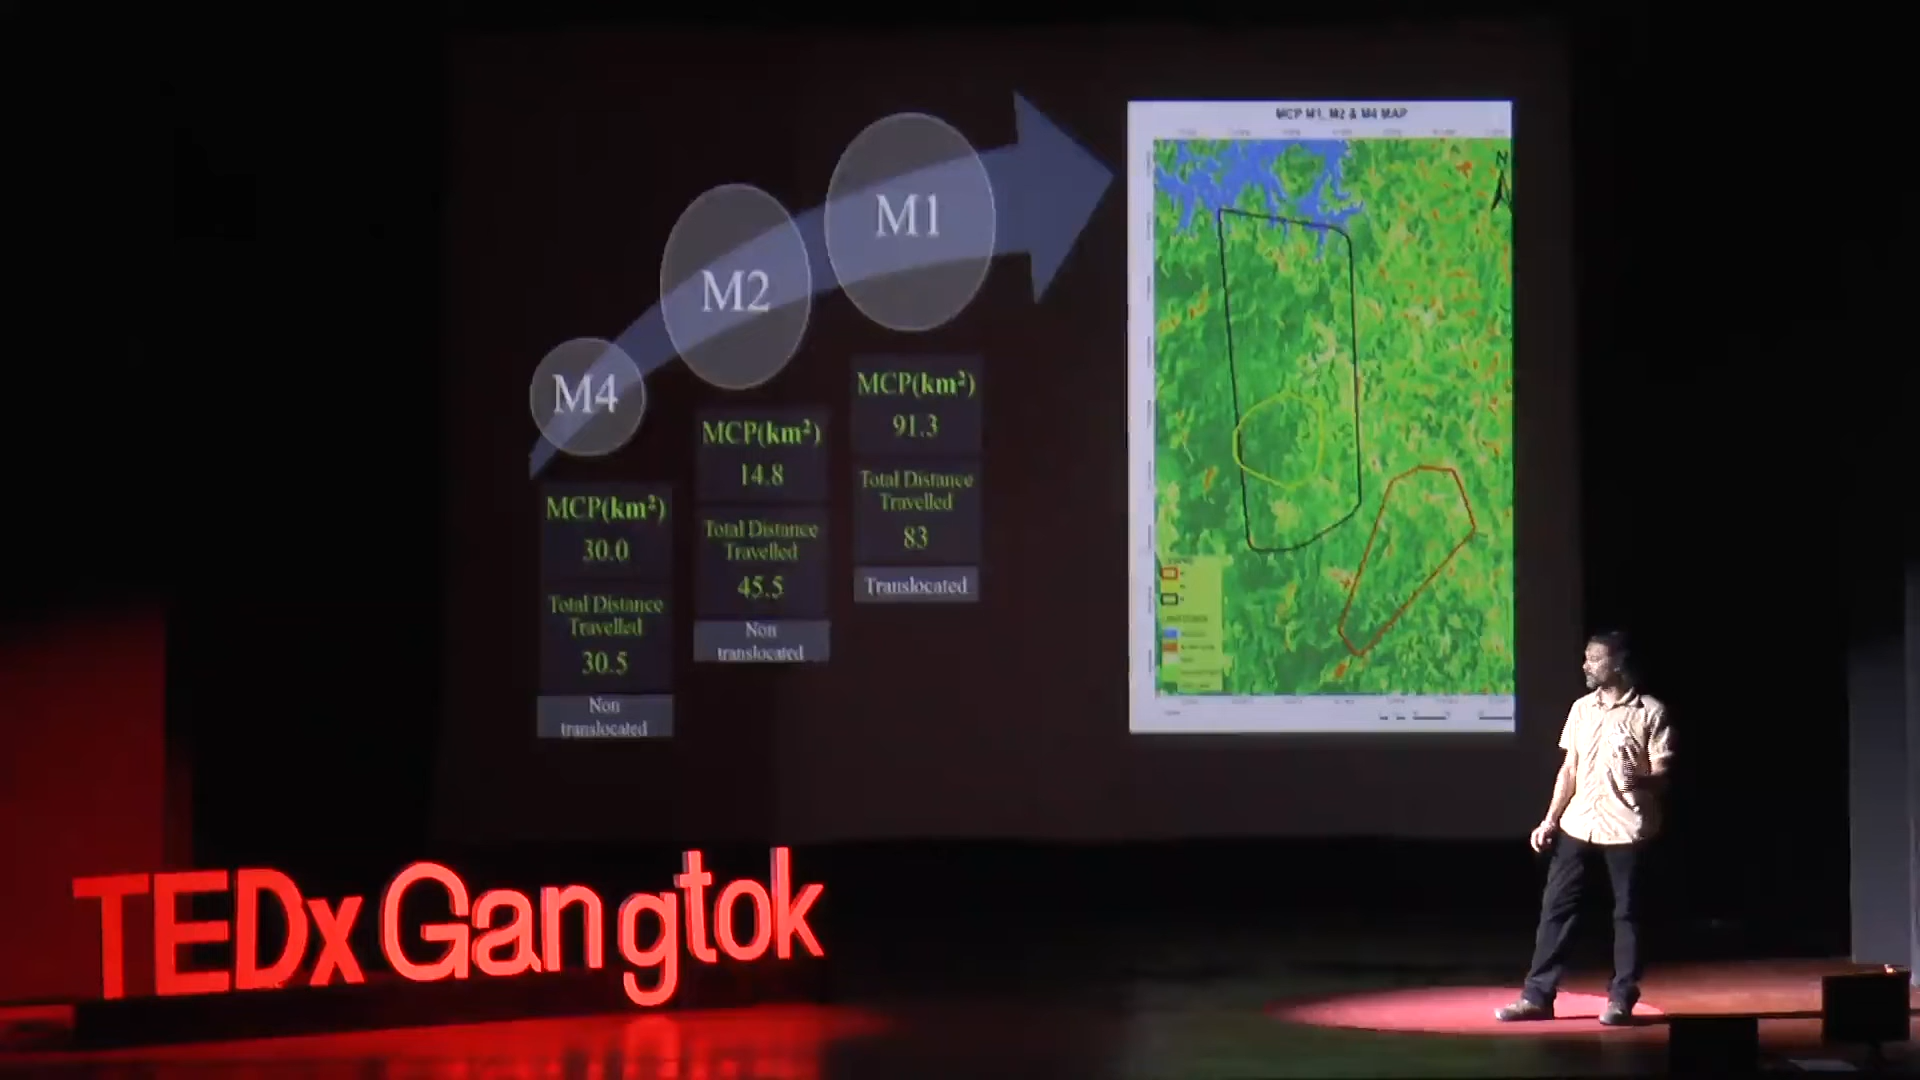 MCP M1, M2 & M4 MAP
N
M1
M2
M4
MCP(km²)
91.3
Total Distance
Travelled
83
Translocated
MCP(km²)
14.8
Total Distance
Travelled
45.5
Non
translocated
MCP(km²)
30.0
Total Distance
Travelled
30.5
Non
translocated
TEDxGangtok